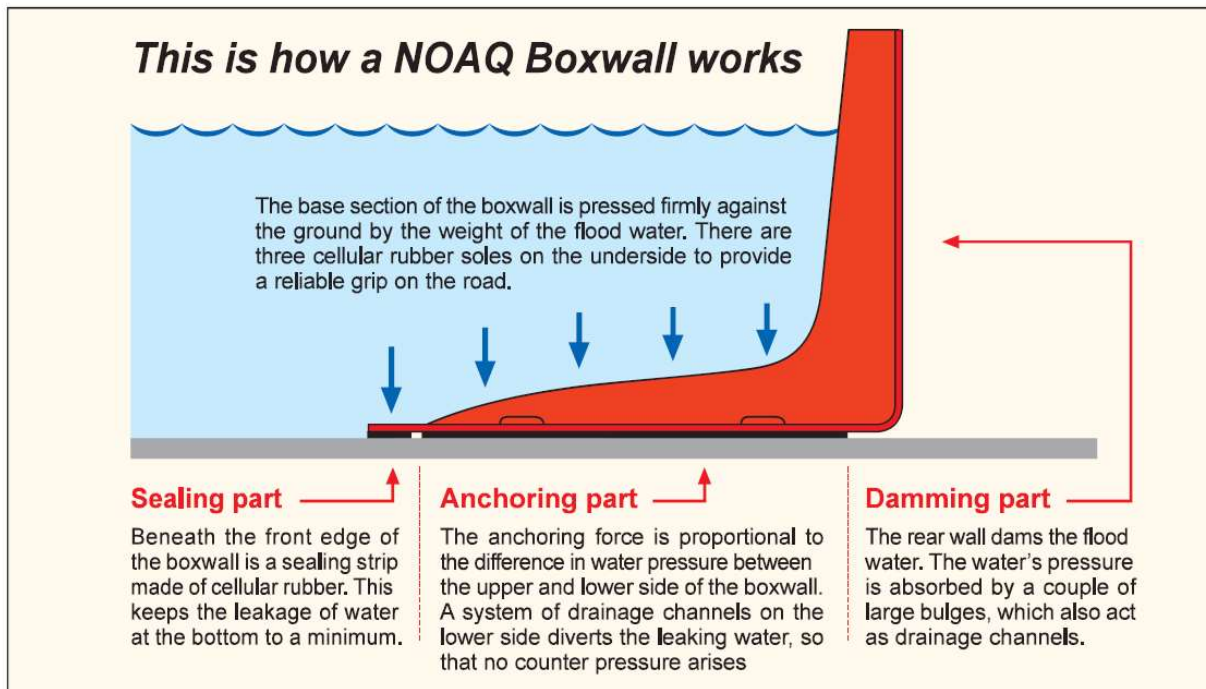 This is how a NOAQ Boxwall works
The base section of the boxwall is pressed firmly against
the ground by the weight of the flood water. There are
three cellular rubber soles on the underside to provide
a reliable grip on the road.
Sealing part
Beneath the front edge of
the boxwall is a sealing strip
made of cellular rubber. This
keeps the leakage of water
at the bottom to a minimum.
Anchoring part
The anchoring force is proportional to
the difference in water pressure between
the upper and lower side of the boxwall.
A system of drainage channels on the
lower side diverts the leaking water, so
that no counter pressure arises
Damming part
The rear wall dams the flood
water. The water’s pressure
is absorbed by a couple of
large bulges, which also act
as drainage channels.